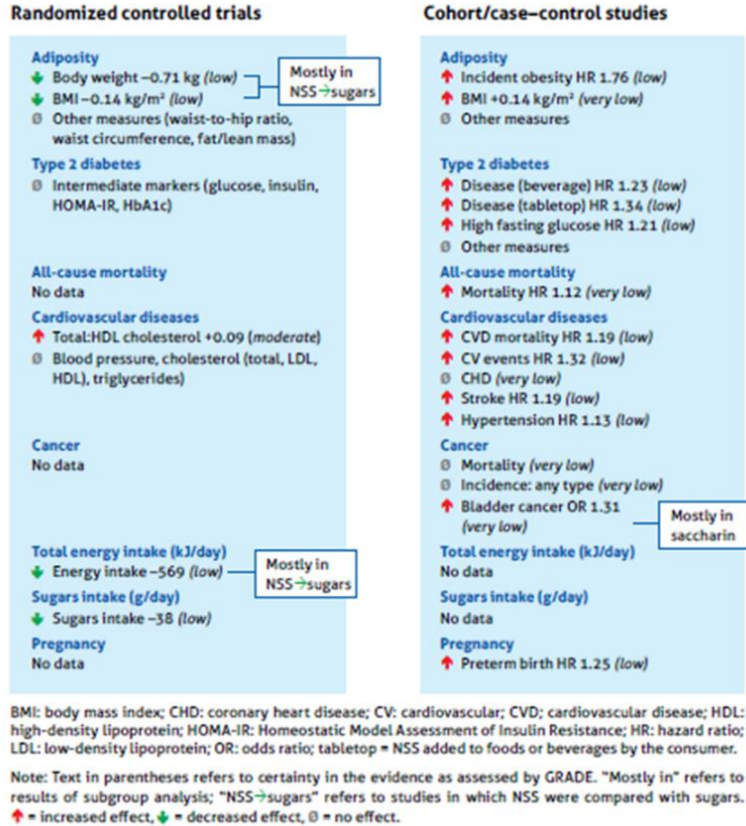 Randomized controlled trials
Adiposity
↓ Body weight –0.71 kg (low)
↓ BMI –0.14 kg/m² (low)
Mostly in
NSS→sugars
Ø Other measures (waist-to-hip ratio,
waist circumference, fat/lean mass)
Type 2 diabetes
Ø Intermediate markers (glucose, insulin,
HOMA-IR, HbA1c)
All-cause mortality
No data
Cardiovascular diseases
↑ Total:HDL cholesterol +0.09 (moderate)
Ø Blood pressure, cholesterol (total, LDL,
HDL), triglycerides)
Cancer
No data
Total energy intake (kJ/day)
↓ Energy intake –569 (low)
Mostly in
NSS→sugars
Sugars intake (g/day)
↓ Sugars intake –38 (low)
Pregnancy
No data
Cohort/case–control studies
Adiposity
↑ Incident obesity HR 1.76 (low)
↑ BMI +0.14 kg/m² (very low)
Ø Other measures
Type 2 diabetes
↑ Disease (beverage) HR 1.23 (low)
↑ Disease (tabletop) HR 1.34 (low)
↑ High fasting glucose HR 1.21 (low)
Ø Other measures
All-cause mortality
↑ Mortality HR 1.12 (very low)
Cardiovascular diseases
↑ CVD mortality HR 1.19 (low)
↑ CV events HR 1.32 (low)
Ø CHD (very low)
↑ Stroke HR 1.19 (low)
↑ Hypertension HR 1.13 (low)
Cancer
Ø Mortality (very low)
Ø Incidence: any type (very low)
↑ Bladder cancer OR 1.31
(very low)
Mostly in
saccharin
Total energy intake (kJ/day)
No data
Sugars intake (g/day)
No data
Pregnancy
↑ Preterm birth HR 1.25 (low)
BMI: body mass index; CHD: coronary heart disease; CV: cardiovascular; CVD; cardiovascular disease; HDL:
high-density lipoprotein; HOMA-IR: Homeostatic Model Assessment of Insulin Resistance; HR: hazard ratio;
LDL: low-density lipoprotein; OR: odds ratio; tabletop = NSS added to foods or beverages by the consumer.
Note: Text in parentheses refers to certainty in the evidence as assessed by GRADE. "Mostly in" refers to
results of subgroup analysis; "NSS→sugars" refers to studies in which NSS were compared with sugars.
↑ = increased effect, ↓ = decreased effect, Ø = no effect.